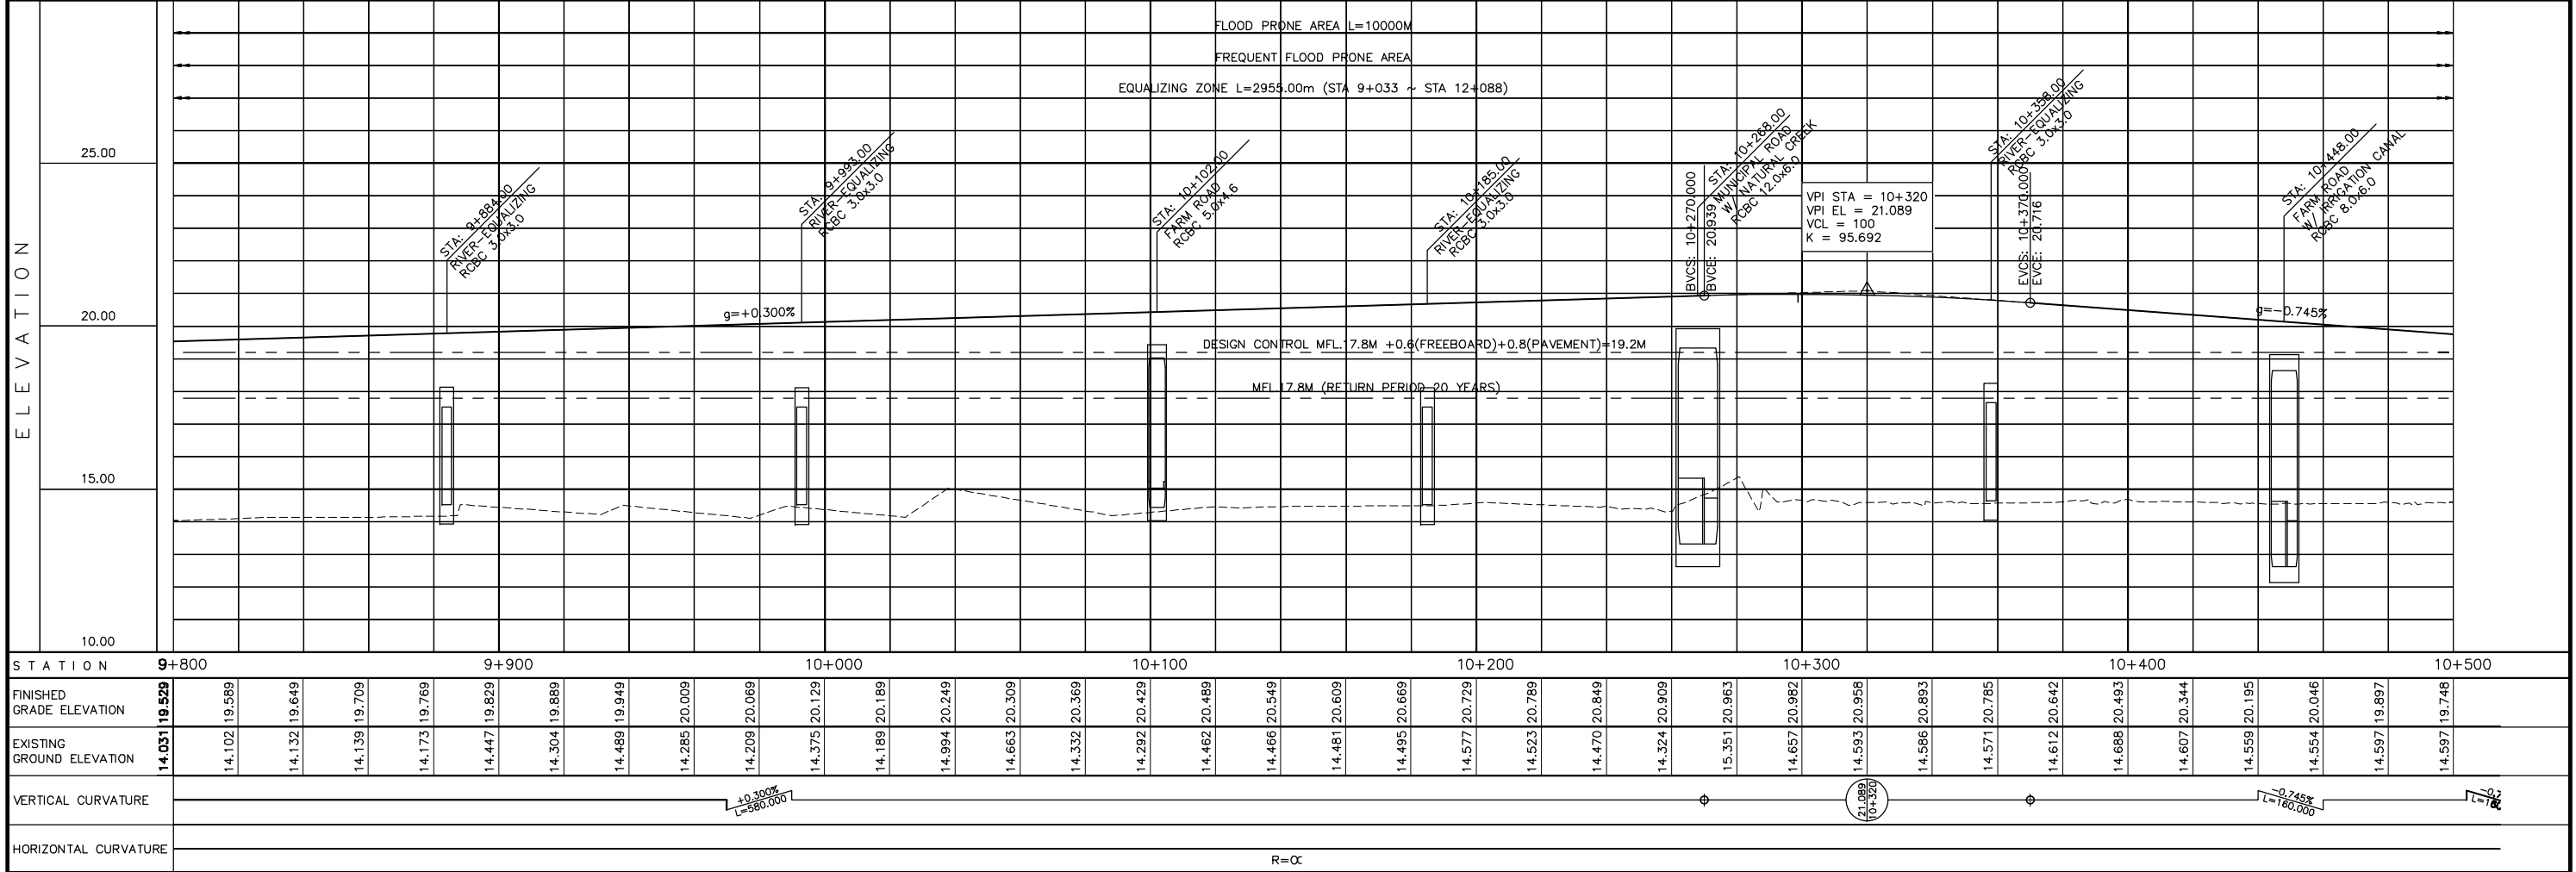 FLOOD PRONE AREA L=10000M
FREQUENT FLOOD PRONE AREA
EQUALIZING ZONE L=2955.00m (STA 9+033 ~ STA 12+088)
ELEVATION
25.00
20.00
15.00
10.00
STA: 9+884.00
RIVER-EQUALIZING
RCBC 3.0x3.0
STA: 9+993.00
RIVER-EQUALIZING
RCBC 3.0x3.0
STA: 10+102.00
FARM ROAD
RCBC 5.0x4.6
STA: 10+185.00
RIVER-EQUALIZING
RCBC 3.0x3.0
BVCS: 10+270.000
BVCE: 20.939
STA: 10+268.00
MUNICIPAL ROAD
W/ NATURAL CREEK
RCBC 12.0x6.0
VPI STA = 10+320
VPI EL = 21.089
VCL = 100
K = 95.692
STA: 10+358.00
RIVER-EQUALIZING
RCBC 3.0x3.0
EVCS: 10+370.000
EVCE: 20.716
STA: 10+448.00
FARM ROAD
W/ IRRIGATION CANAL
RCBC 8.0x6.0
g=+0.300%
g=-0.745%
DESIGN CONTROL MFL.17.8M +0.6(FREEBOARD)+0.8(PAVEMENT)=19.2M
MFL.17.8M (RETURN PERIOD 20 YEARS)
STATION 9+800 9+900 10+000 10+100 10+200 10+300 10+400 10+500
FINISHED
GRADE ELEVATION
19.529 19.589 19.649 19.709 19.769 19.829 19.889 19.949 20.009 20.069 20.129 20.189 20.249 20.309 20.369 20.429 20.489 20.549 20.609 20.669 20.729 20.789 20.849 20.909 20.963 20.982 20.958 20.893 20.785 20.642 20.493 20.344 20.195 20.046 19.897 19.748
EXISTING
GROUND ELEVATION
14.031 14.102 14.132 14.139 14.173 14.447 14.304 14.489 14.285 14.209 14.375 14.189 14.994 14.663 14.332 14.292 14.462 14.466 14.481 14.495 14.577 14.523 14.470 14.324 15.351 14.657 14.593 14.586 14.571 14.612 14.688 14.607 14.559 14.554 14.597 14.597
VERTICAL CURVATURE
+0.300%
L=580.000
21.089
10+320
-0.745%
L=160.000
HORIZONTAL CURVATURE
R=∝